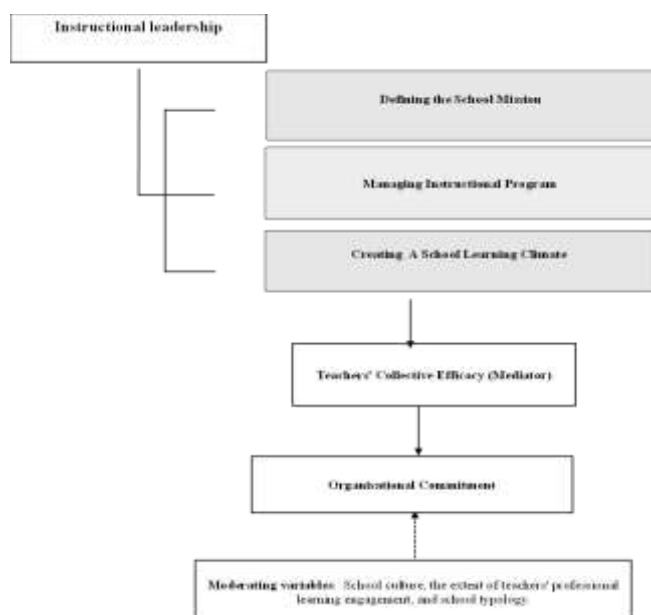 Instructional leadership
Defining the School Mission
Managing Instructional Program
Creating A School Learning Climate
Teachers' Collective Efficacy (Mediator)
Organisational Commitment
Moderating variables School culture, the extent of teachers' professional
learning engagement, and school typology